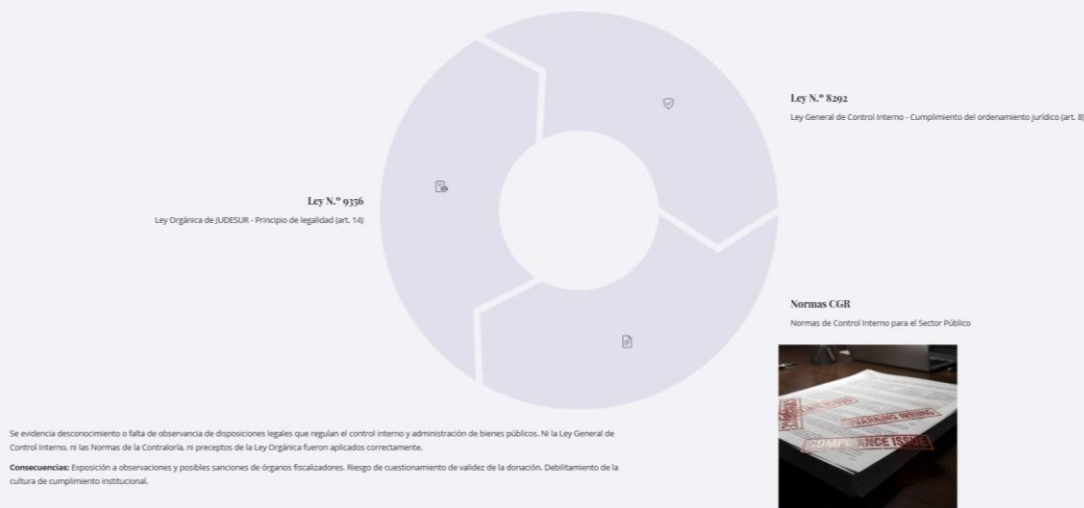 Ley N.º 8292
Ley General de Control Interno - Cumplimiento del ordenamiento jurídico (art. 8)
Ley N.º 9356
Ley Orgánica de JUDESUR - Principio de legalidad (art. 14)
Normas CGR
Normas de Control Interno para el Sector Público
Se evidencia desconocimiento o falta de observancia de disposiciones legales que regulan el control interno y administración de bienes públicos. Ni la Ley General de
Control Interno, ni las Normas de la Contraloría, ni preceptos de la Ley Orgánica fueron aplicados correctamente.
Consecuencias: Exposición a observaciones y posibles sanciones de órganos fiscalizadores. Riesgo de cuestionamiento de validez de la donación. Debilitamiento de la
cultura de cumplimiento institucional.